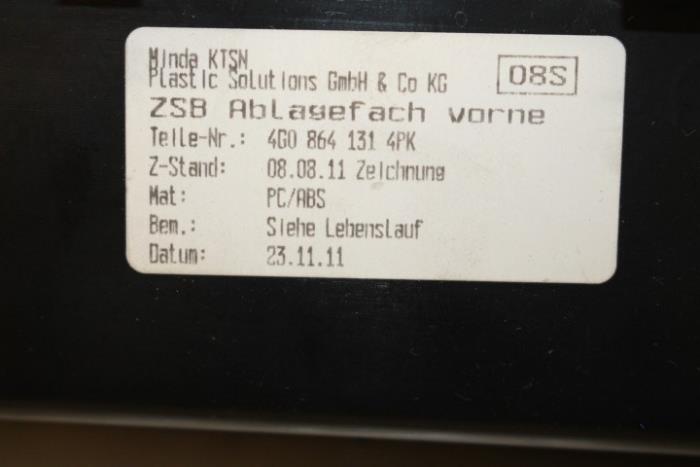 Minda KTSN
Plastic Solutions GmbH & Co KG
08S
ZSB Ablagefach vorne
Teile-Nr.: 4G0 864 131 4PK
Z-Stand: 08.08.11 Zeichnung
Mat: PC/ABS
Bem.: Siehe Lebenslauf
Datum: 23.11.11